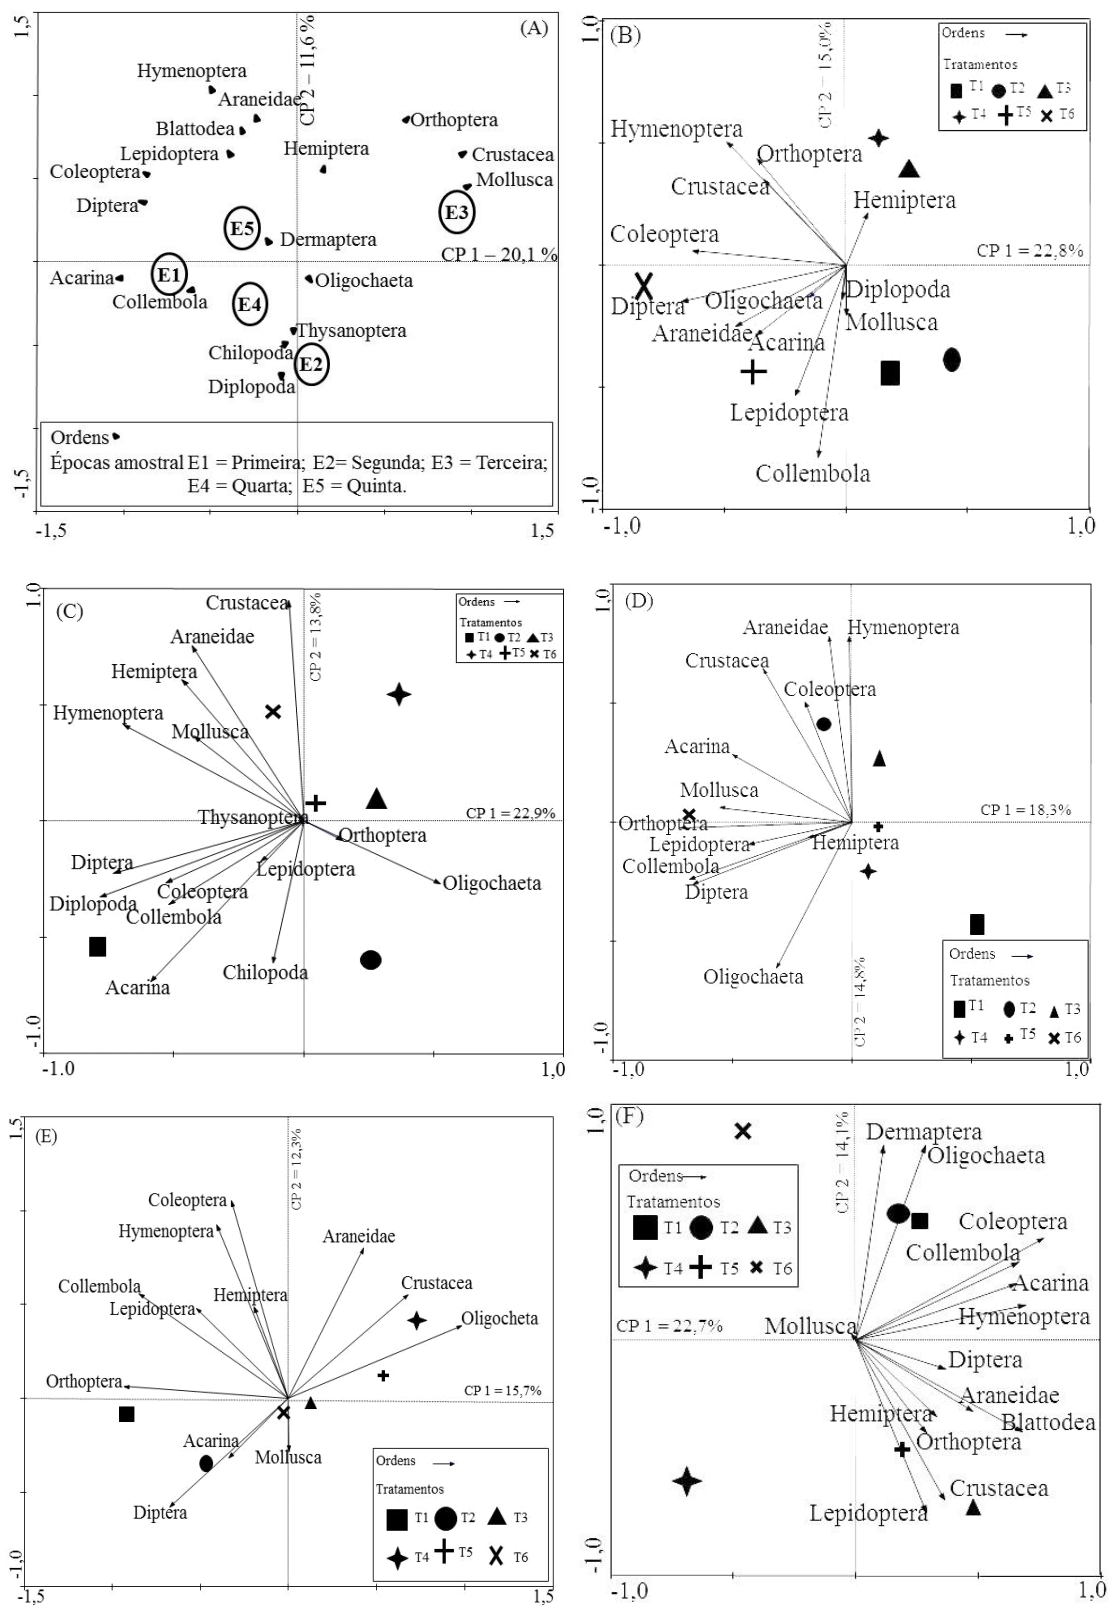 1,5
(A)
CP 2 – 11,6 %
Hymenoptera
Araneidae
Blattodea
Orthoptera
Lepidoptera
Hemiptera
Crustacea
Coleoptera
Mollusca
Diptera
E3
E5
Dermaptera
CP 1 – 20,1 %
Acarina
E1
Oligochaeta
Collembola
E4
Thysanoptera
Chilopoda
E2
Diplopoda
Ordens
Épocas amostral E1 = Primeira; E2= Segunda; E3 = Terceira;
E4 = Quarta; E5 = Quinta.
-1,5
-1,5
1,5
1,0
(B)
CP 2 – 15,0%
Ordens
Tratamentos
T1 T2 T3
T4 T5 T6
Hymenoptera
Orthoptera
Crustacea
Hemiptera
Coleoptera
CP 1 = 22,8%
Diptera
Oligochaeta
Diplopoda
Araneidae
Mollusca
Acarina
Lepidoptera
Collembola
-1,0
-1,0
1,0
1.0
(C)
CP 2 = 13,8%
Ordens
Tratamentos
T1 T2 T3
T4 T5 T6
Crustacea
Araneidae
Hemiptera
Hymenoptera
Mollusca
Thysanoptera
CP 1 = 22,9%
Orthoptera
Diptera
Lepidoptera
Coleoptera
Oligochaeta
Diplopoda
Collembola
Chilopoda
Acarina
-1.0
-1.0
1,0
1,0
(D)
Araneidae
Hymenoptera
Crustacea
Coleoptera
Acarina
Mollusca
CP 1 = 18,3%
Orthoptera
Lepidoptera
Hemiptera
Collembola
Diptera
Oligochaeta
CP 2 = 14,8%
Ordens
Tratamentos
T1 T2 T3
T4 T5 T6
-1,0
-1,0
1,0
1,5
(E)
CP 2 = 12,3%
Coleoptera
Hymenoptera
Araneidae
Collembola
Crustacea
Lepidoptera
Hemiptera
Oligocheta
Orthoptera
CP 1 = 15,7%
Acarina
Mollusca
Diptera
Ordens
Tratamentos
T1 T2 T3
T4 T5 T6
-1,0
-1,5
1,5
1,0
(F)
CP 2 – 14,1%
Ordens
Tratamentos
T1 T2 T3
T4 T5 T6
Dermaptera
Oligochaeta
Coleoptera
Collembola
Acarina
Hymenoptera
CP 1 = 22,7%
Mollusca
Diptera
Araneidae
Hemiptera
Blattodea
Orthoptera
Crustacea
Lepidoptera
-1,0
-1,0
1,0